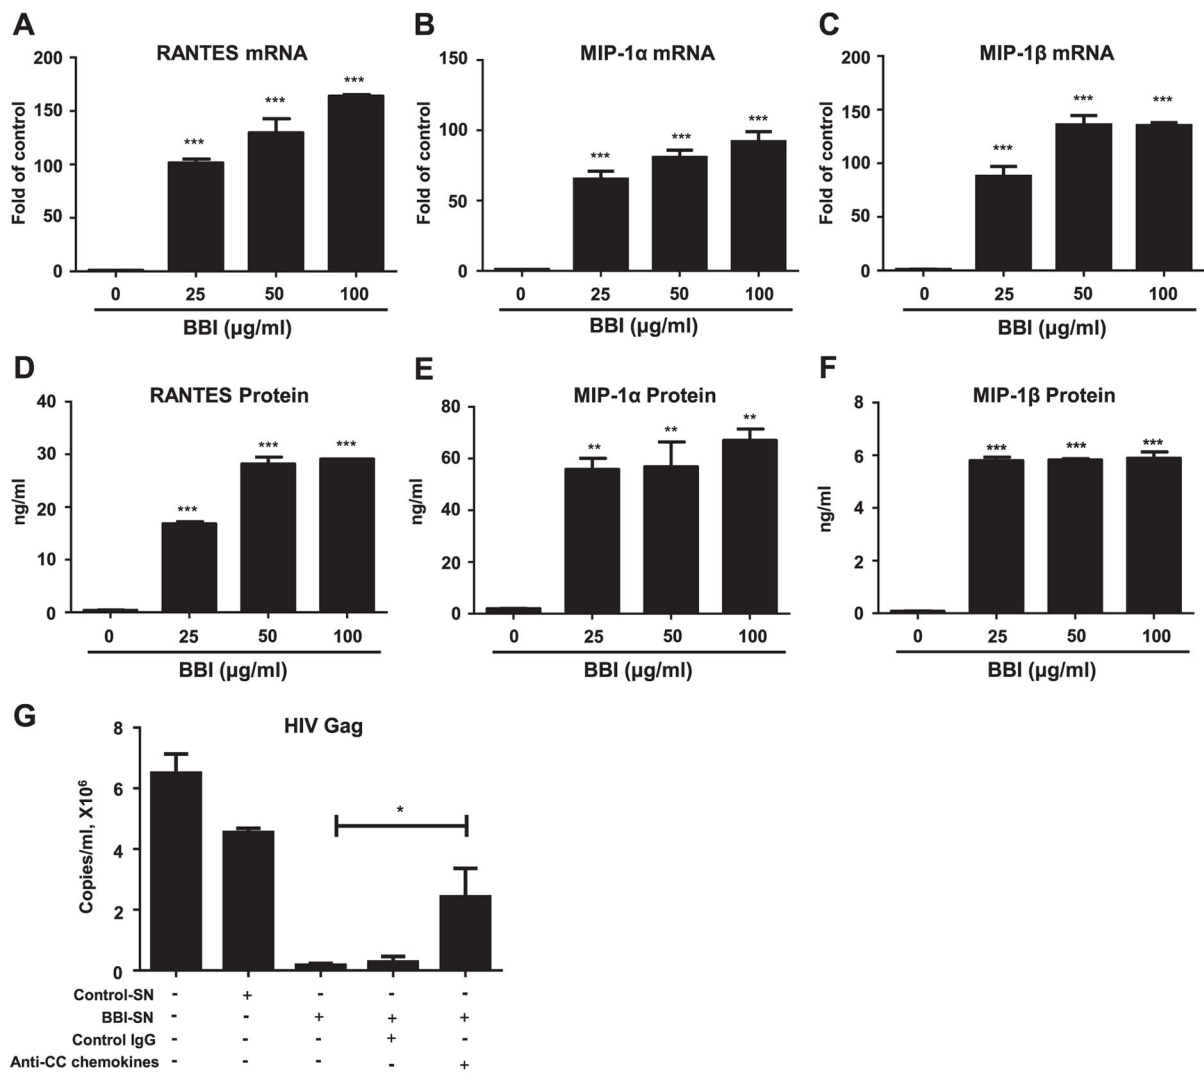 A
RANTES mRNA
Fold of control
200
150
100
50
0
***
***
***
0 25 50 100
BBI (μg/ml)
B
MIP-1α mRNA
Fold of control
150
100
50
0
***
***
***
0 25 50 100
BBI (μg/ml)
C
MIP-1β mRNA
Fold of control
200
150
100
50
0
***
***
***
0 25 50 100
BBI (μg/ml)
D
RANTES Protein
ng/ml
40
30
20
10
0
***
***
***
0 25 50 100
BBI (μg/ml)
E
MIP-1α Protein
ng/ml
80
60
40
20
0
**
**
**
0 25 50 100
BBI (μg/ml)
F
MIP-1β Protein
ng/ml
8
6
4
2
0
***
***
***
0 25 50 100
BBI (μg/ml)
G
HIV Gag
Copies/ml, X10⁶
8
6
4
2
0
*
Control-SN - + - - -
BBI-SN - - + + +
Control IgG - - - + -
Anti-CC chemokines - - - - +